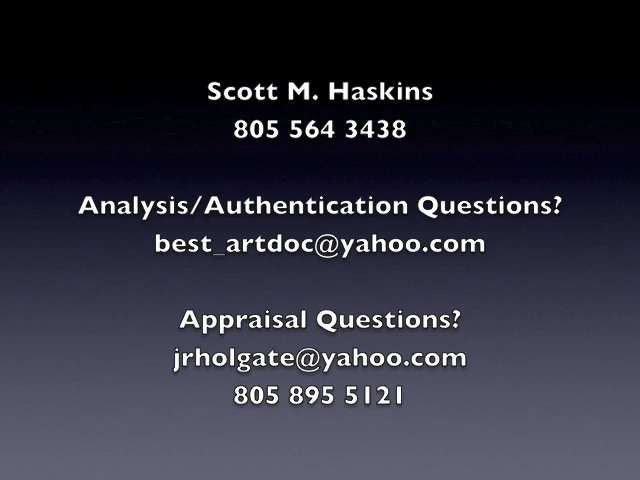 Scott M. Haskins
805 564 3438
Analysis/Authentication Questions?
best_artdoc@yahoo.com
Appraisal Questions?
jrholgate@yahoo.com
805 895 5121